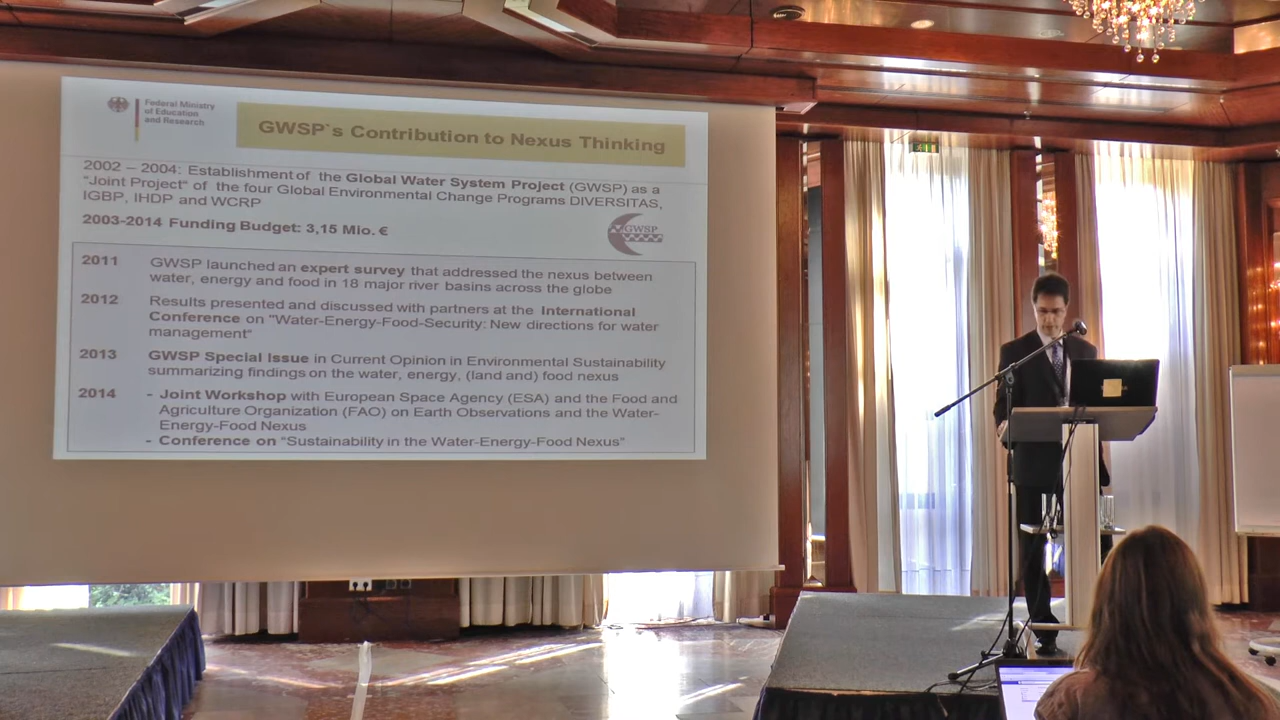 Federal Ministry
of Education
and Research
GWSP`s Contribution to Nexus Thinking
2002 – 2004: Establishment of the Global Water System Project (GWSP) as a
"Joint Project" of the four Global Environmental Change Programs DIVERSITAS,
IGBP, IHDP and WCRP
2003-2014 Funding Budget: 3,15 Mio. €
GWSP
2011 GWSP launched an expert survey that addressed the nexus between
water, energy and food in 18 major river basins across the globe
2012 Results presented and discussed with partners at the International
Conference on "Water-Energy-Food-Security: New directions for water
management"
2013 GWSP Special Issue in Current Opinion in Environmental Sustainability
summarizing findings on the water, energy, (land and) food nexus
2014 - Joint Workshop with European Space Agency (ESA) and the Food and
Agriculture Organization (FAO) on Earth Observations and the Water-
Energy-Food Nexus
- Conference on "Sustainability in the Water-Energy-Food Nexus"